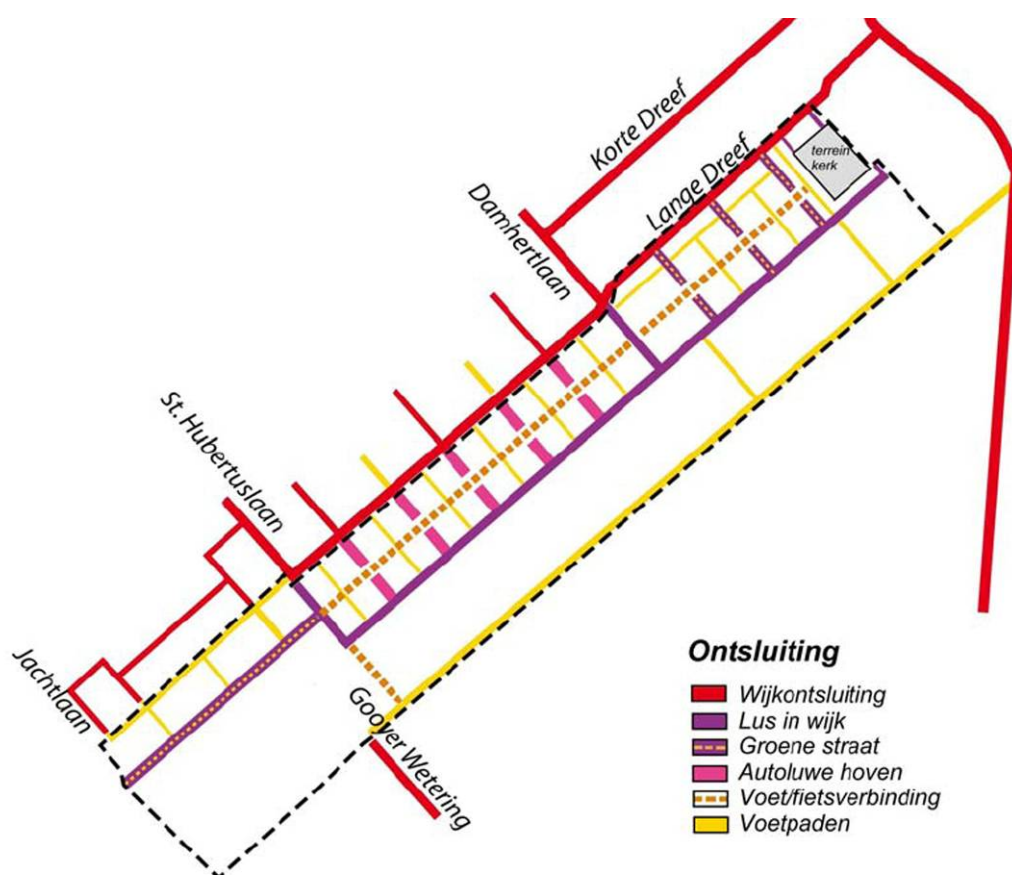 Korte Dreef
Lange Dreef
terrein
kerk
Damhertlaan
St. Hubertuslaan
Jachtlaan
Gooyer Wetering
Ontsluiting
Wijkontsluiting
Lus in wijk
Groene straat
Autoluwe hoven
Voet/fietsverbinding
Voetpaden